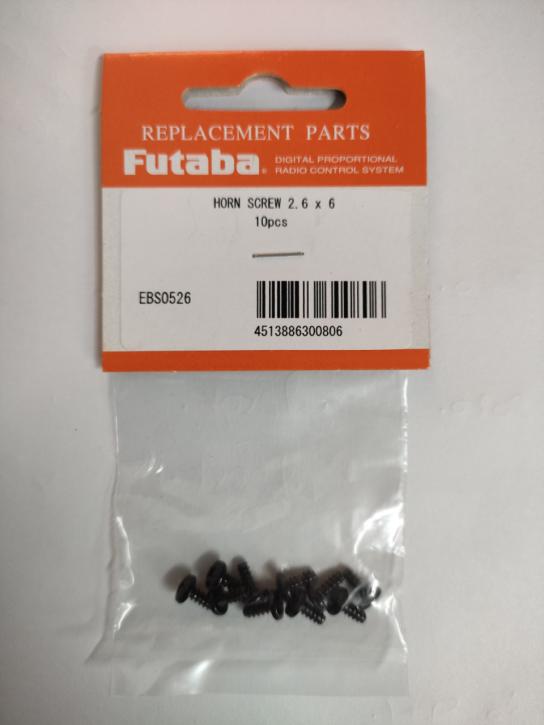 REPLACEMENT PARTS
Futaba®
DIGITAL PROPORTIONAL
RADIO CONTROL SYSTEM
HORN SCREW 2.6 x 6
10pcs
EBS0526
4513886300806